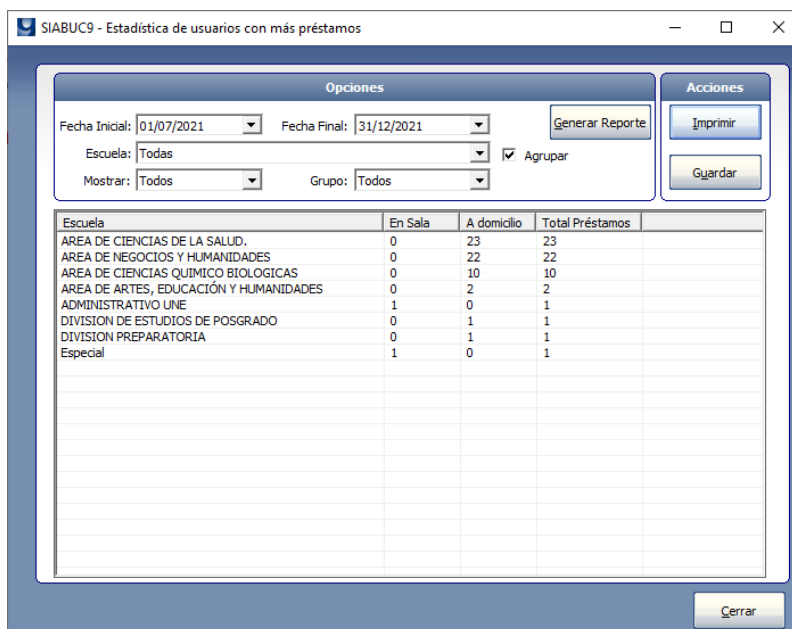 SIABUC9 - Estadística de usuarios con más préstamos
Opciones
Acciones
Fecha Inicial: 01/07/2021 Fecha Final: 31/12/2021 Generar Reporte Imprimir
Escuela: Todas Agrupar
Mostrar: Todos Grupo: Todos Guardar
Escuela En Sala A domicilio Total Préstamos
AREA DE CIENCIAS DE LA SALUD. 0 23 23
AREA DE NEGOCIOS Y HUMANIDADES 0 22 22
AREA DE CIENCIAS QUIMICO BIOLOGICAS 0 10 10
AREA DE ARTES, EDUCACIÓN Y HUMANIDADES 0 2 2
ADMINISTRATIVO UNE 1 0 1
DIVISION DE ESTUDIOS DE POSGRADO 0 1 1
DIVISION PREPARATORIA 0 1 1
Especial 1 0 1
Cerrar